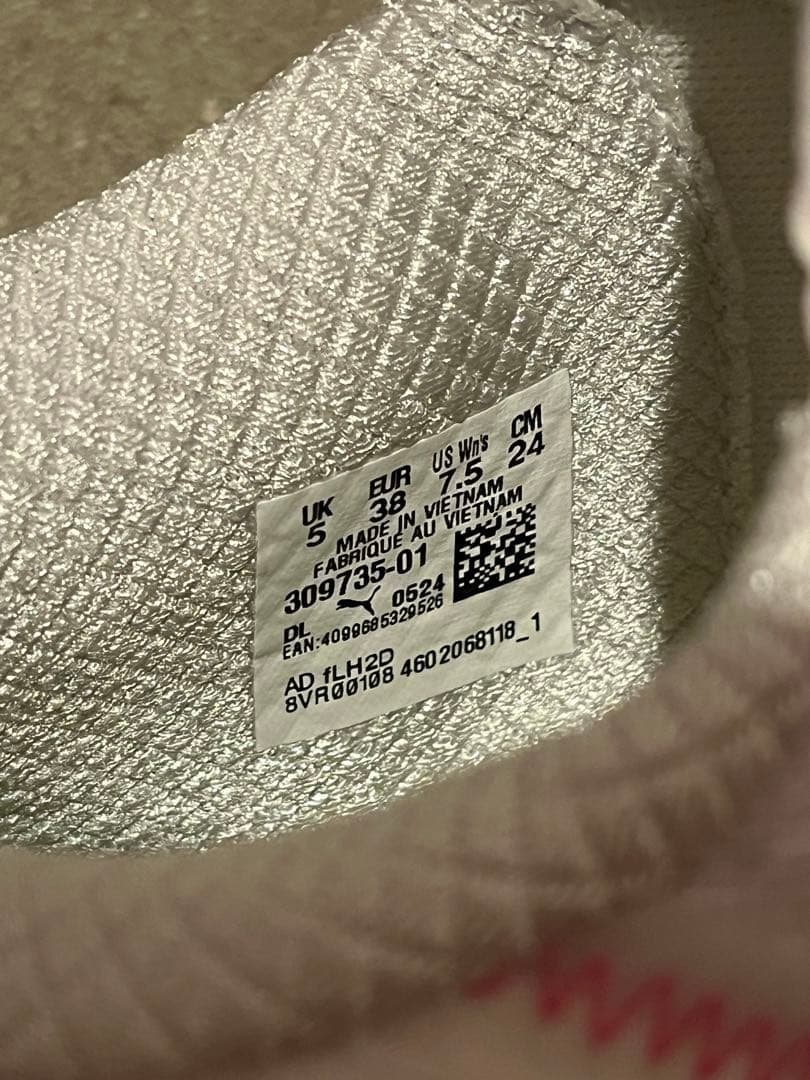 UK EUR US Wn's CM
5 38 7.5 24
MADE IN VIETNAM
FABRIQUÉ AU VIETNAM
309735-01
DL 0524
EAN:4099685329526
AD fLH2D
8VR00108 4602068118_1